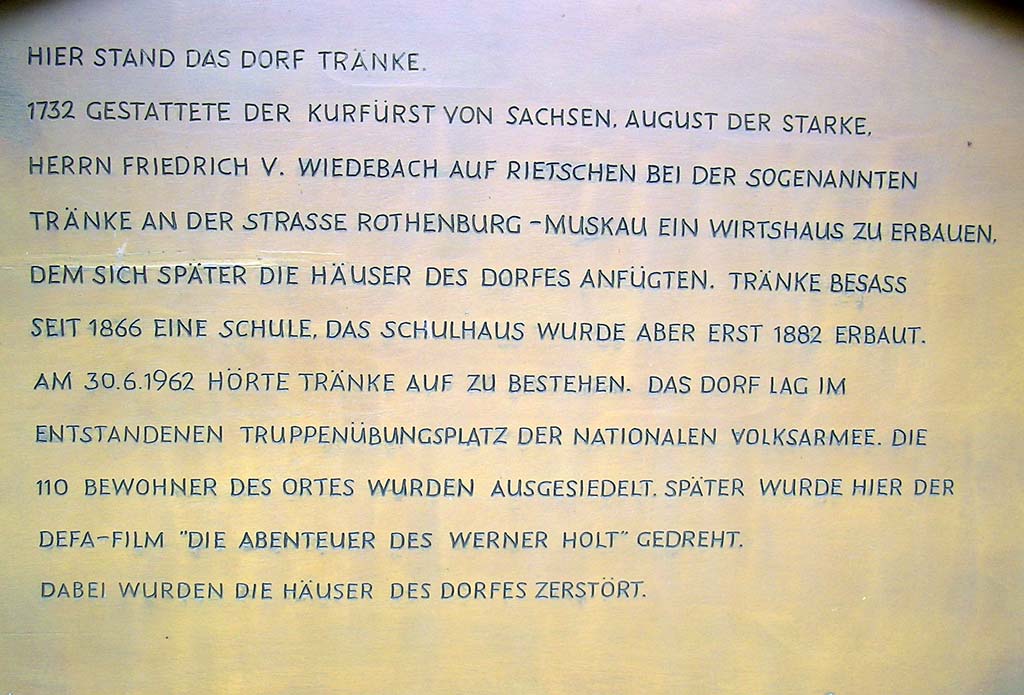 HIER STAND DAS DORF TRÄNKE.
1732 GESTATTETE DER KURFÜRST VON SACHSEN, AUGUST DER STARKE,
HERRN FRIEDRICH V. WIEDEBACH AUF RIETSCHEN BEI DER SOGENANNTEN
TRÄNKE AN DER STRASSE ROTHENBURG-MUSKAU EIN WIRTSHAUS ZU ERBAUEN,
DEM SICH SPÄTER DIE HÄUSER DES DORFES ANFÜGTEN. TRÄNKE BESASS
SEIT 1866 EINE SCHULE, DAS SCHULHAUS WURDE ABER ERST 1882 ERBAUT.
AM 30.6.1962 HÖRTE TRÄNKE AUF ZU BESTEHEN. DAS DORF LAG IM
ENTSTANDENEN TRUPPENÜBUNGSPLATZ DER NATIONALEN VOLKSARMEE. DIE
110 BEWOHNER DES ORTES WURDEN AUSGESIEDELT. SPÄTER WURDE HIER DER
DEFA-FILM "DIE ABENTEUER DES WERNER HOLT" GEDREHT.
DABEI WURDEN DIE HÄUSER DES DORFES ZERSTÖRT.